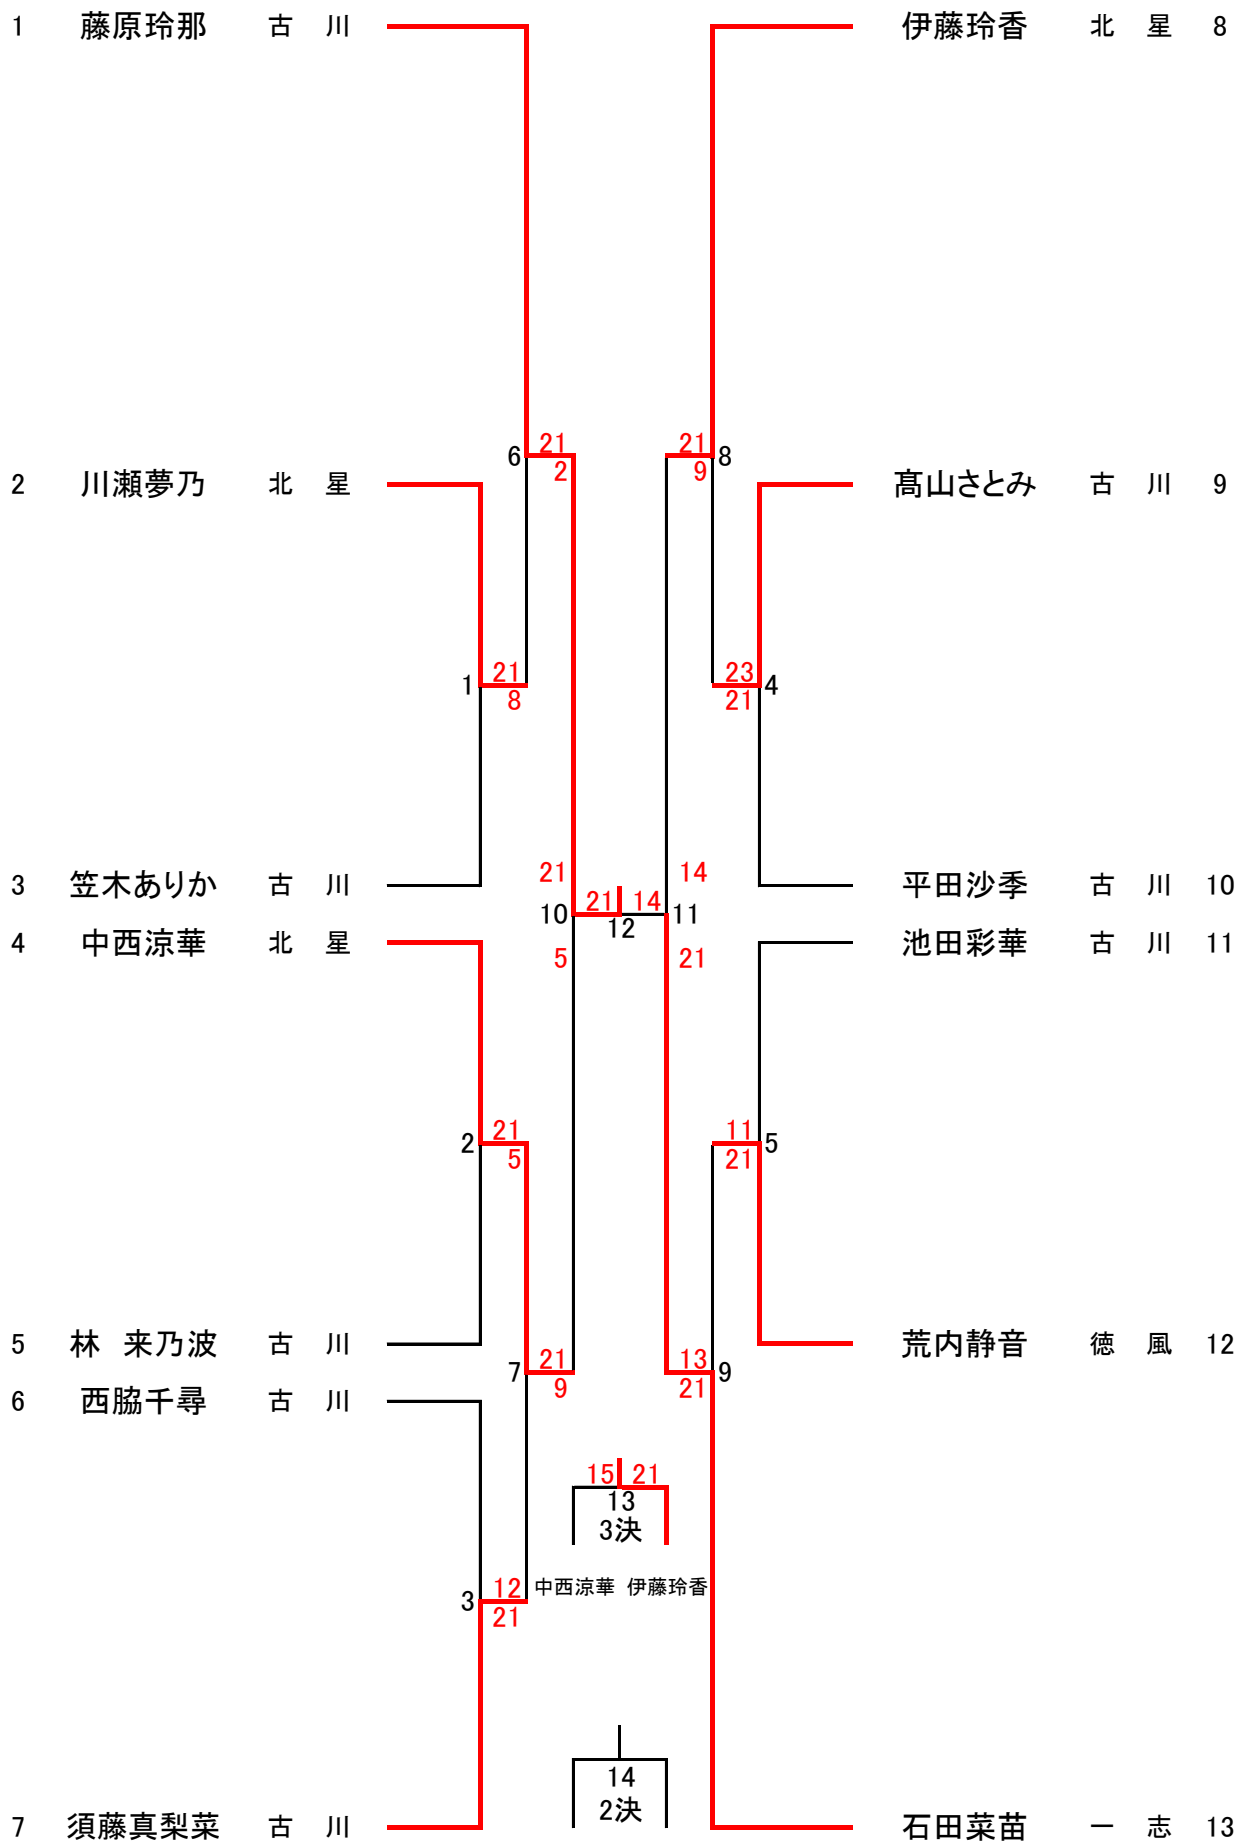 1 藤原玲那 古 川 伊藤玲香 北 星 8
21 21
6 8
2 9
2 川瀬夢乃 北 星 髙山さとみ 古 川 9
21 23
1 4
8 21
21 14
3 笠木ありか 古 川 平田沙季 古 川 10
21 14
10 12 11
4 中西涼華 北 星 池田彩華 古 川 11
5 21
21 11
2 5
5 21
5 林 来乃波 古 川 荒内静音 徳 風 12
21 13
7 9
9 21
6 西脇千尋 古 川
15 21
13
3決
12 中西涼華 伊藤玲香
3
21
14
2決
7 須藤真梨菜 古 川 石田菜苗 一 志 13